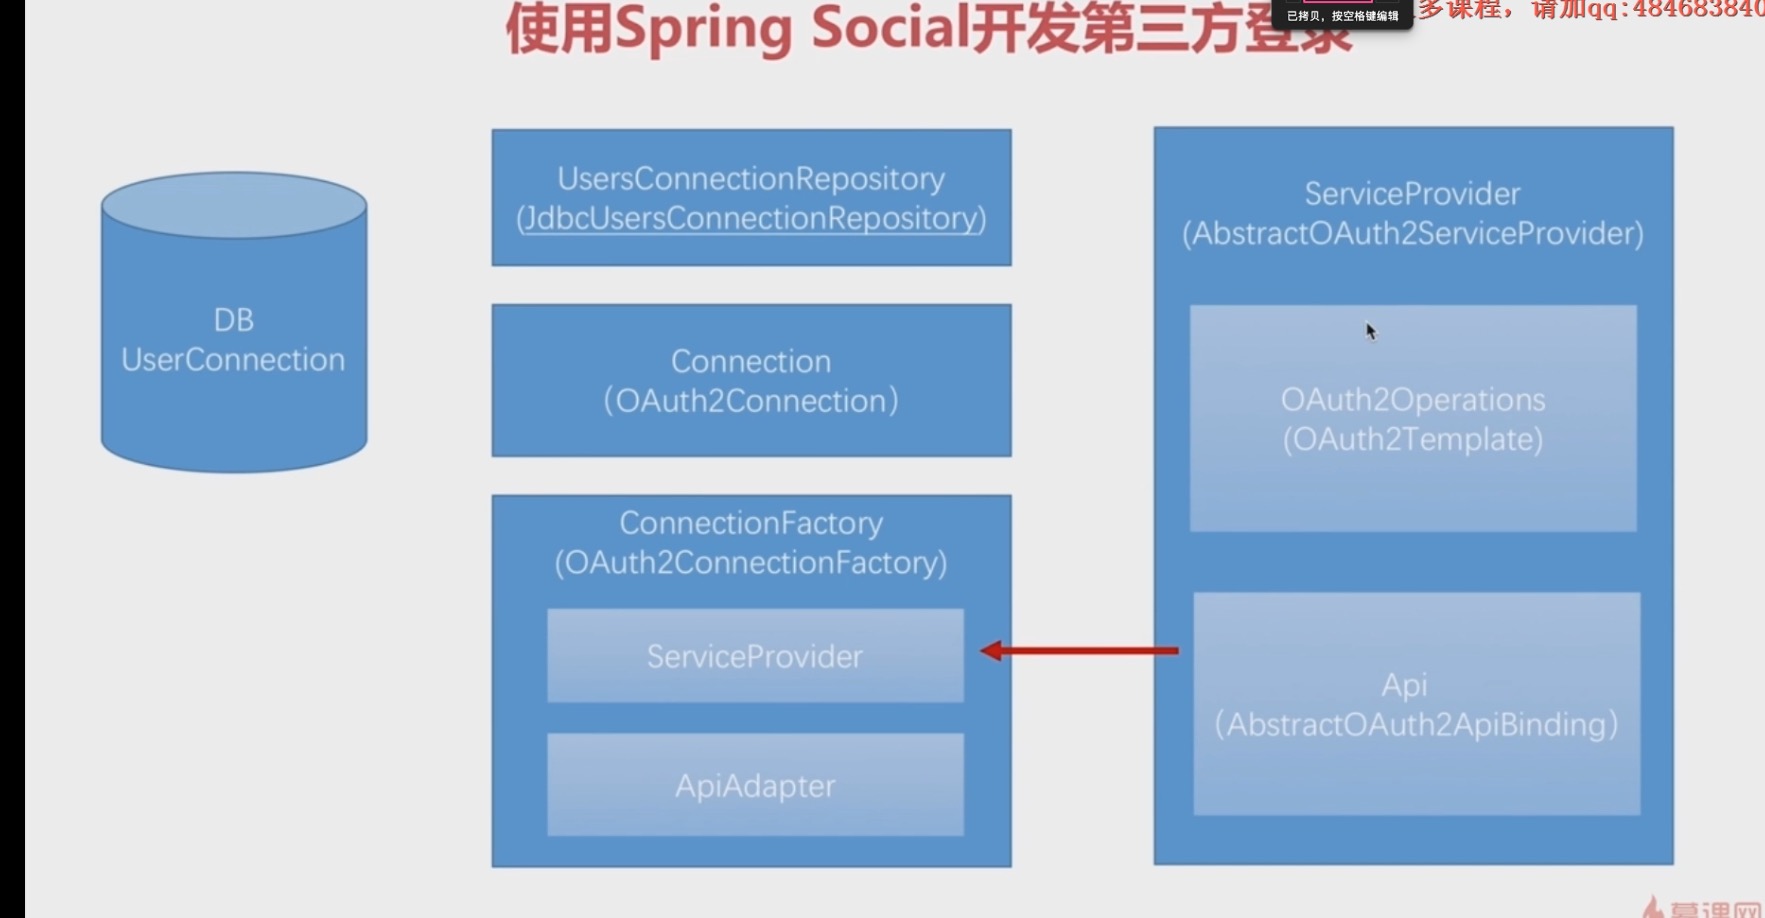 使用Spring Social开发第三方登录
已拷贝，按空格键编辑
多课程，请加qq:484683840
DB
UserConnection
UsersConnectionRepository
(JdbcUsersConnectionRepository)
Connection
（OAuth2Connection）
ConnectionFactory
(OAuth2ConnectionFactory)
ServiceProvider
ApiAdapter
ServiceProvider
(AbstractOAuth2ServiceProvider)
OAuth2Operations
(OAuth2Template)
Api
（AbstractOAuth2ApiBinding）
慕课网